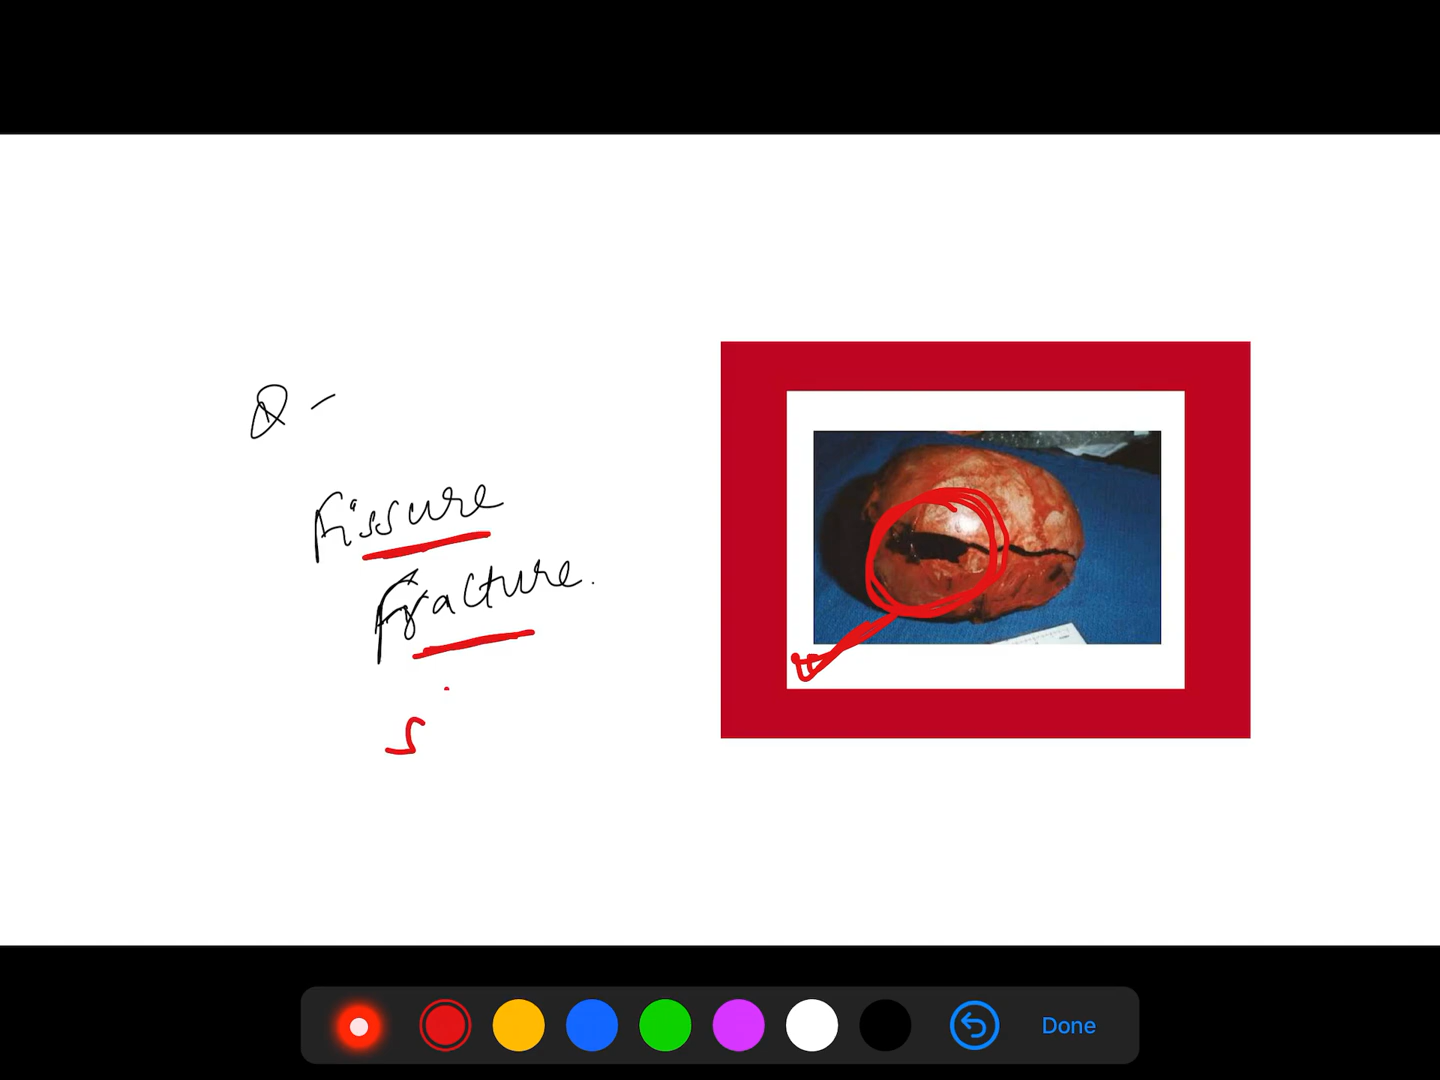 Q -
Fissure
Fracture.
S
Done